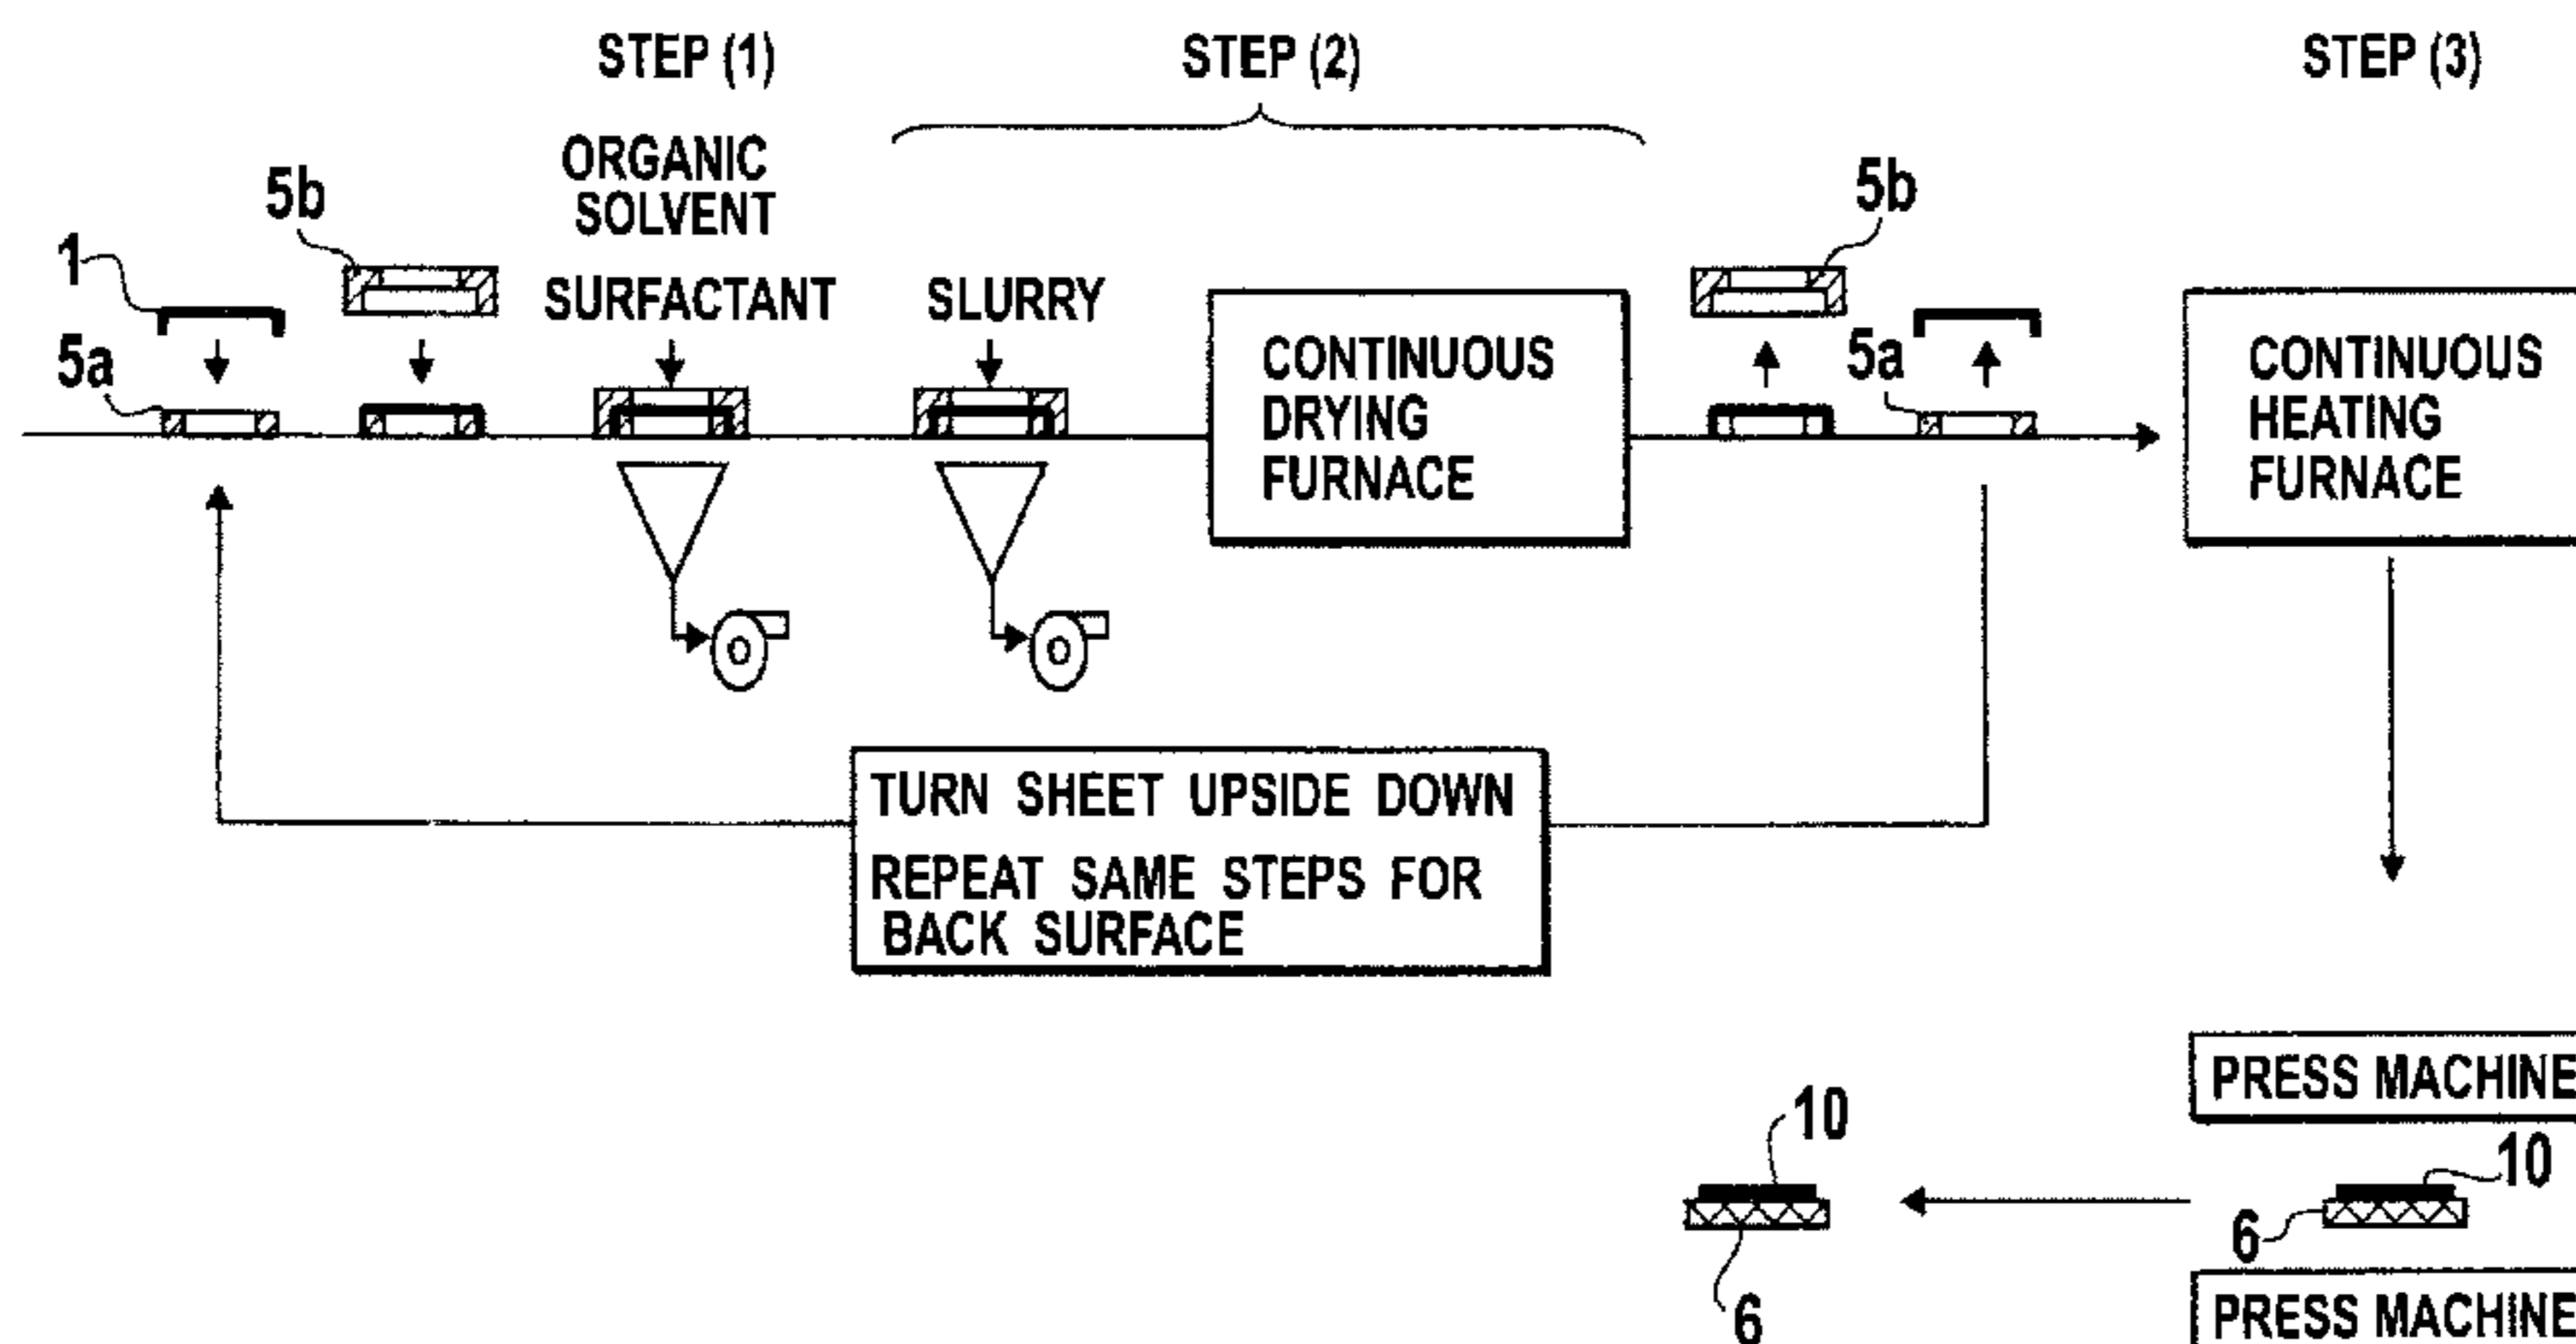 STEP (1)
STEP (2)
STEP (3)
ORGANIC
SOLVENT
SURFACTANT
SLURRY
1
5a
5b
CONTINUOUS
DRYING
FURNACE
5b
5a
CONTINUOUS
HEATING
FURNACE
TURN SHEET UPSIDE DOWN
REPEAT SAME STEPS FOR
BACK SURFACE
PRESS MACHINE
10
6
10
6
PRESS MACHINE